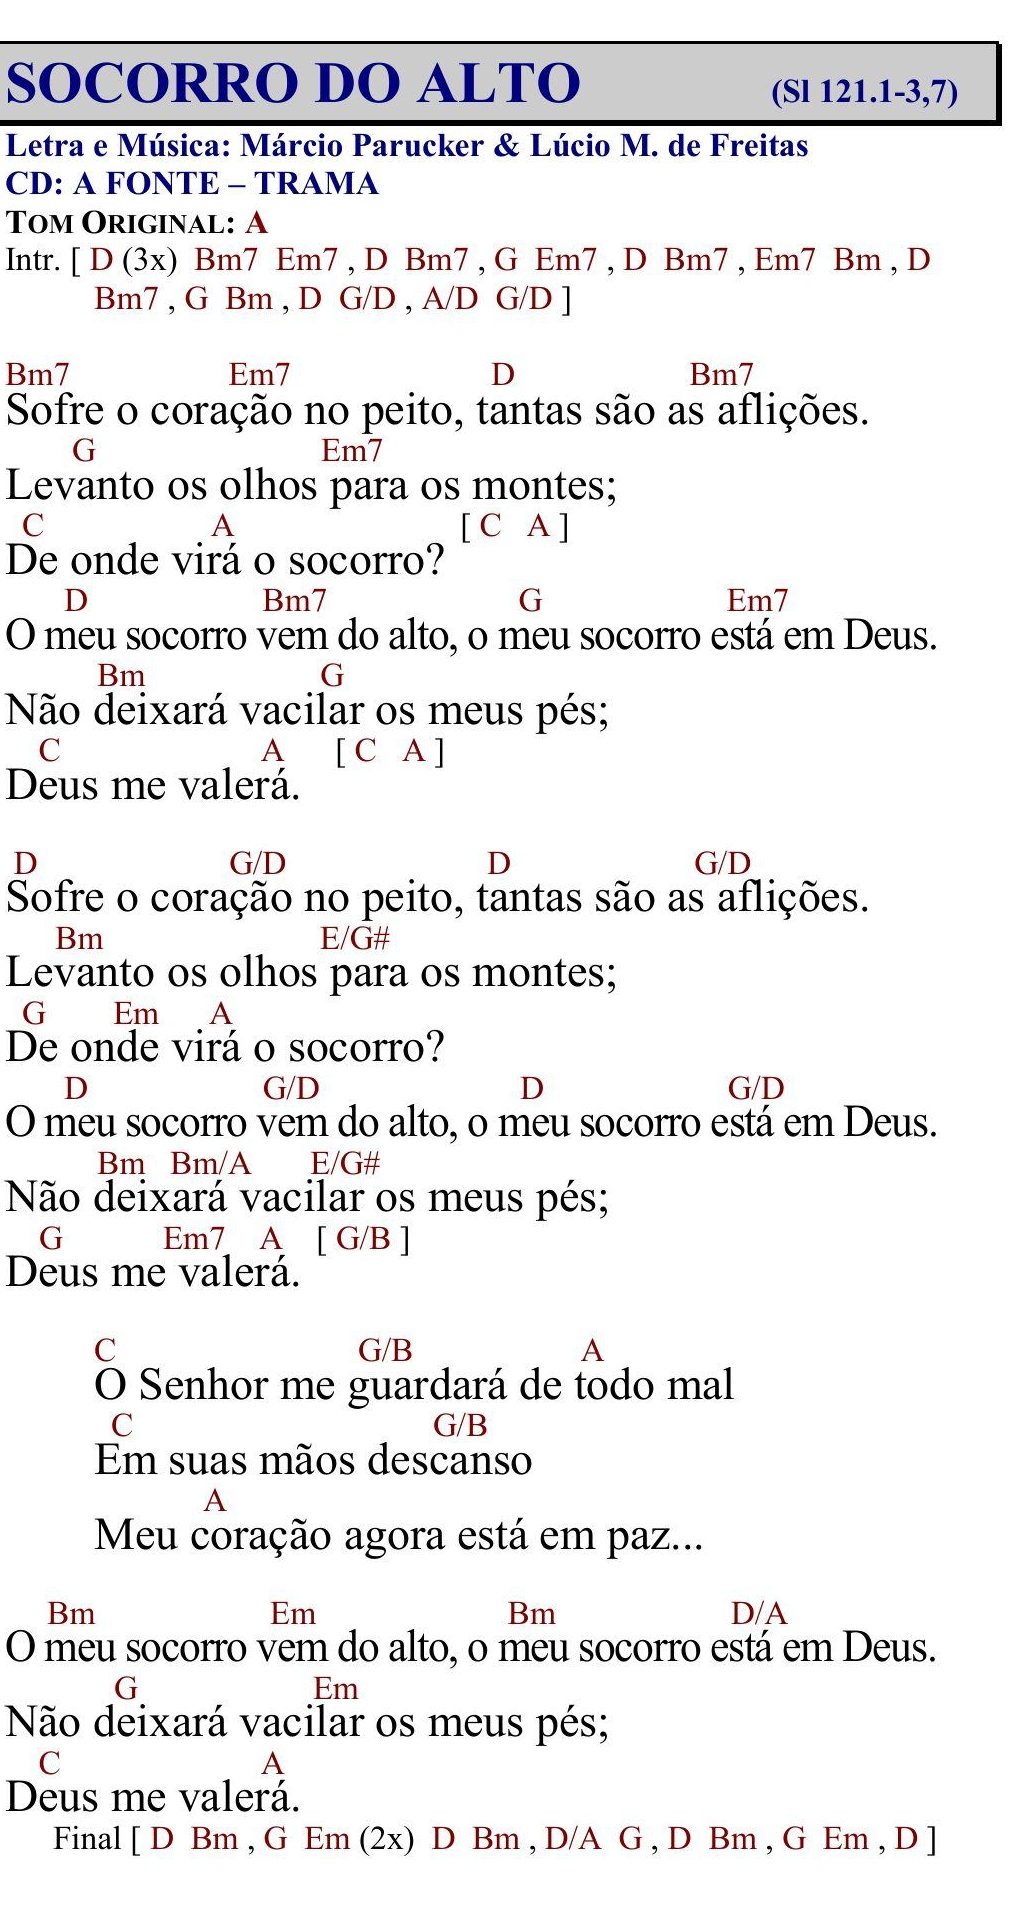 SOCORRO DO ALTO (Sl 121.1-3,7)
Letra e Música: Márcio Parucker & Lúcio M. de Freitas
CD: A FONTE – TRAMA
TOM ORIGINAL: A
Intr. [ D (3x) Bm7 Em7 , D Bm7 , G Em7 , D Bm7 , Em7 Bm , D
Bm7 , G Bm , D G/D , A/D G/D ]
Bm7 Em7 D Bm7
Sofre o coração no peito, tantas são as aflições.
G Em7
Levanto os olhos para os montes;
C A [ C A ]
De onde virá o socorro?
D Bm7 G Em7
O meu socorro vem do alto, o meu socorro está em Deus.
Bm G
Não deixará vacilar os meus pés;
C A [ C A ]
Deus me valerá.
D G/D D G/D
Sofre o coração no peito, tantas são as aflições.
Bm E/G#
Levanto os olhos para os montes;
G Em A
De onde virá o socorro?
D G/D D G/D
O meu socorro vem do alto, o meu socorro está em Deus.
Bm Bm/A E/G#
Não deixará vacilar os meus pés;
G Em7 A [ G/B ]
Deus me valerá.
C G/B A
O Senhor me guardará de todo mal
C G/B
Em suas mãos descanso
A
Meu coração agora está em paz...
Bm Em Bm D/A
O meu socorro vem do alto, o meu socorro está em Deus.
G Em
Não deixará vacilar os meus pés;
C A
Deus me valerá.
Final [ D Bm , G Em (2x) D Bm , D/A G , D Bm , G Em , D ]